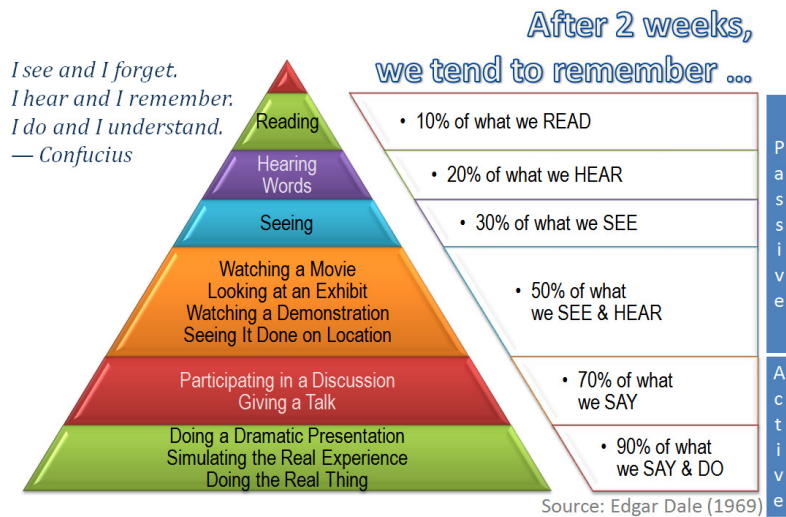 After 2 weeks,
we tend to remember ...
I see and I forget.
I hear and I remember.
I do and I understand.
— Confucius
Reading
• 10% of what we READ
Hearing
Words
• 20% of what we HEAR
Seeing
• 30% of what we SEE
Watching a Movie
Looking at an Exhibit
Watching a Demonstration
Seeing It Done on Location
• 50% of what
we SEE & HEAR
Participating in a Discussion
Giving a Talk
• 70% of what
we SAY
Doing a Dramatic Presentation
Simulating the Real Experience
Doing the Real Thing
• 90% of what
we SAY & DO
Passive
Active
Source: Edgar Dale (1969)